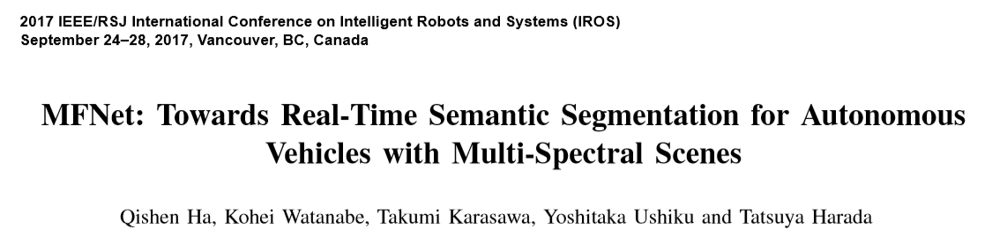 2017 IEEE/RSJ International Conference on Intelligent Robots and Systems (IROS)
September 24–28, 2017, Vancouver, BC, Canada
MFNet: Towards Real-Time Semantic Segmentation for Autonomous
Vehicles with Multi-Spectral Scenes
Qishen Ha, Kohei Watanabe, Takumi Karasawa, Yoshitaka Ushiku and Tatsuya Harada